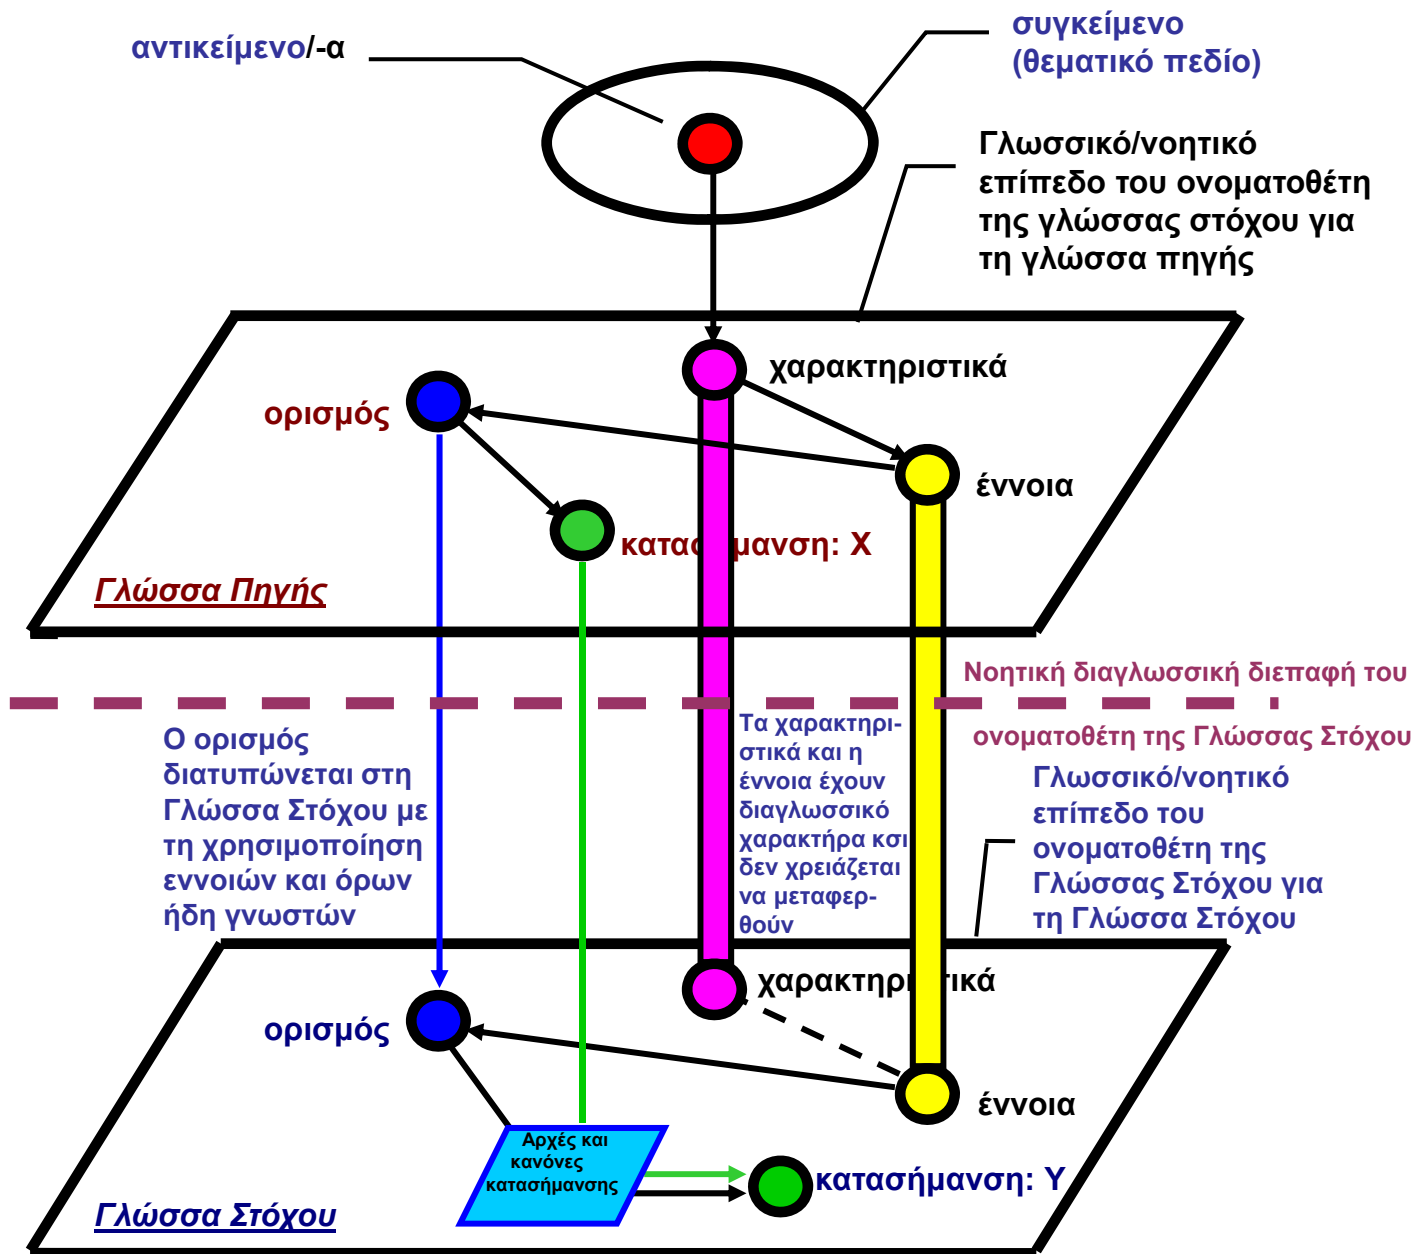 αντικείμενο/-α
συγκείμενο
(θεματικό πεδίο)
Γλωσσικό/νοητικό
επίπεδο του ονοματοθέτη
της γλώσσας στόχου για
τη γλώσσα πηγής
χαρακτηριστικά
ορισμός
έννοια
κατασήμανση: Χ
Γλώσσα Πηγής
Νοητική διαγλωσσική διεπαφή του
ονοματοθέτη της Γλώσσας Στόχου
Ο ορισμός
διατυπώνεται στη
Γλώσσα Στόχου με
τη χρησιμοποίηση
εννοιών και όρων
ήδη γνωστών
Τα χαρακτηρι-
στικά και η
έννοια έχουν
διαγλωσσικό
χαρακτήρα κσι
δεν χρειάζεται
να μεταφερ-
θούν
Γλωσσικό/νοητικό
επίπεδο του
ονοματοθέτη της
Γλώσσας Στόχου για
τη Γλώσσα Στόχου
χαρακτηριστικά
ορισμός
έννοια
Αρχές και
κανόνες
κατασήμανσης
κατασήμανση: Υ
Γλώσσα Στόχου